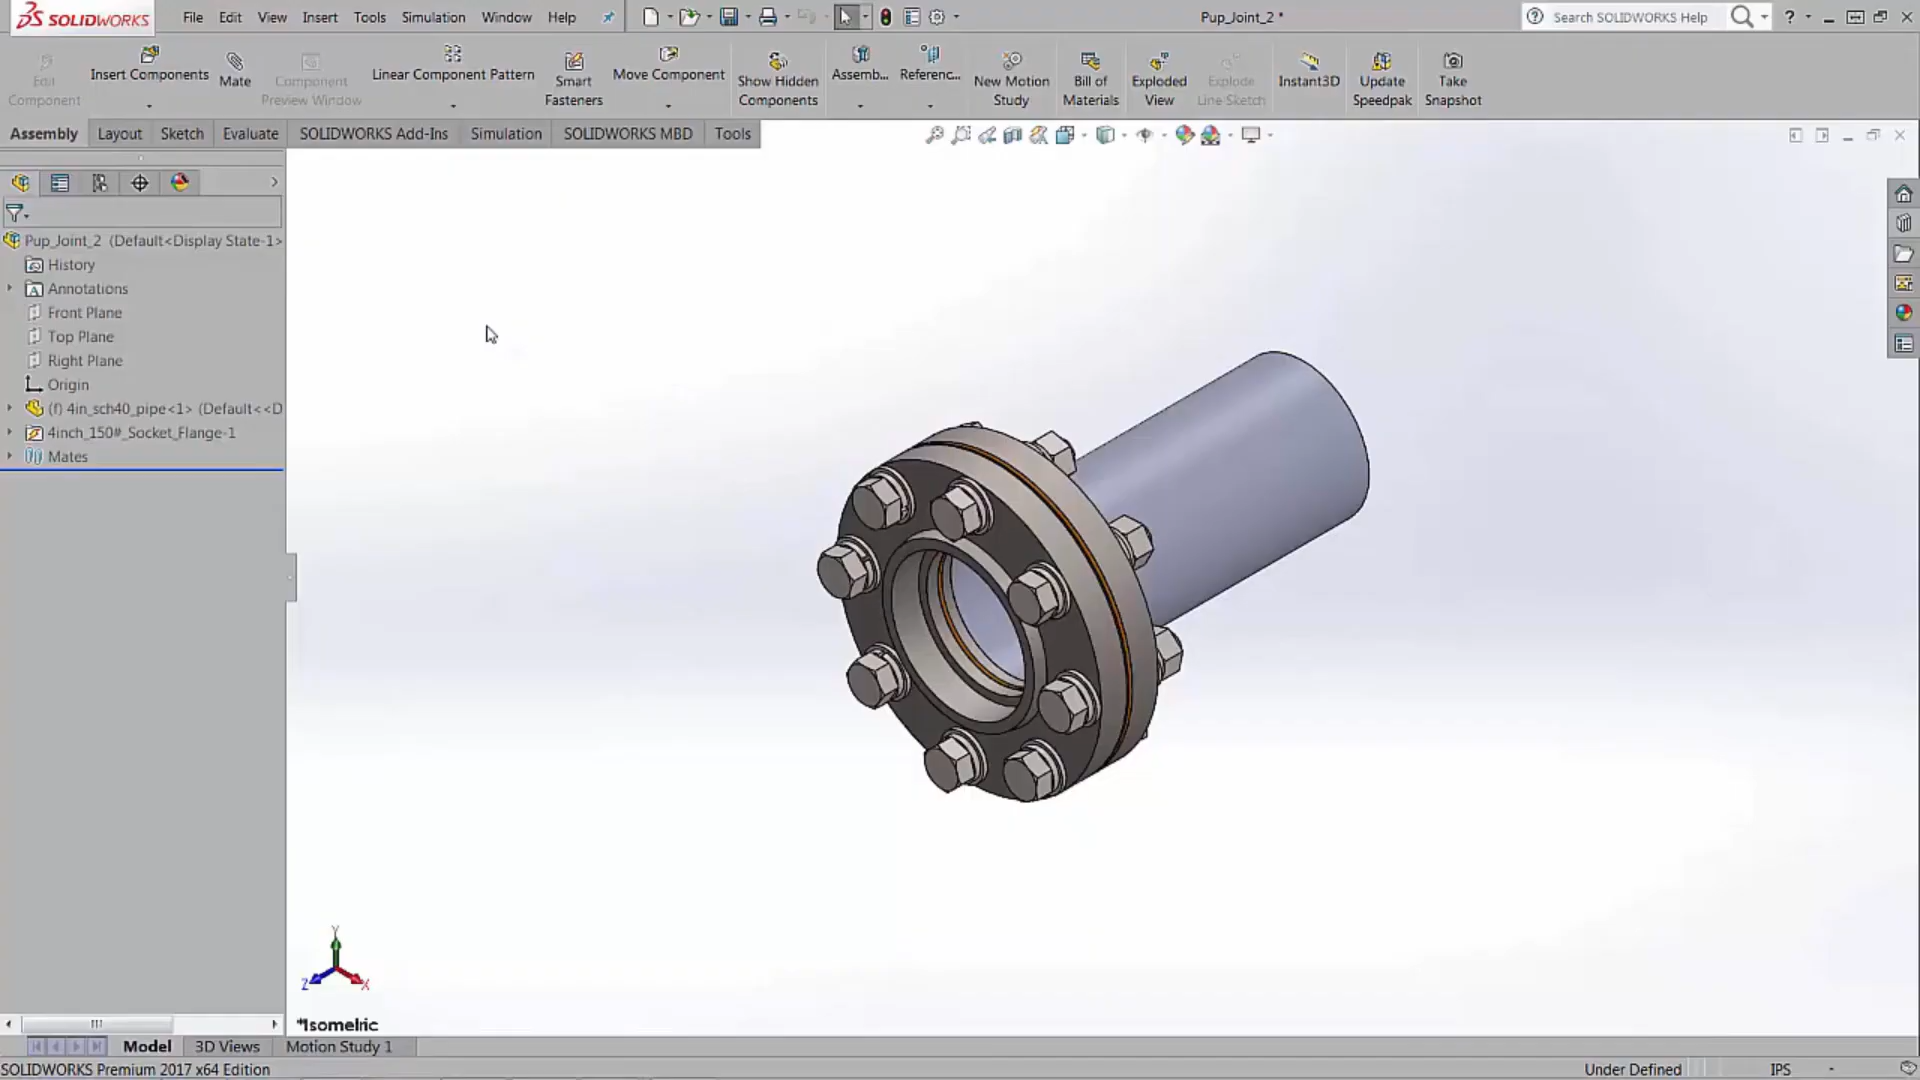 SOLIDWORKS File Edit View Insert Tools Simulation Window Help Pup_Joint_2 * Search SOLIDWORKS Help ?
Edit Component
Insert Components
Mate
Component Preview Window
Linear Component Pattern
Smart Fasteners
Move Component
Show Hidden Components
Assemb...
Referenc...
New Motion Study
Bill of Materials
Exploded View
Explode Line Sketch
Instant3D
Update Speedpak
Take Snapshot
Assembly Layout Sketch Evaluate SOLIDWORKS Add-Ins Simulation SOLIDWORKS MBD Tools
Pup_Joint_2 (Default<Display State-1>
History
Annotations
Front Plane
Top Plane
Right Plane
Origin
(f) 4in_sch40_pipe<1> (Default<<D
4inch_150#_Socket_Flange-1
Mates
Y
Z X
*Isometric
Model 3D Views Motion Study 1
SOLIDWORKS Premium 2017 x64 Edition Under Defined IPS -